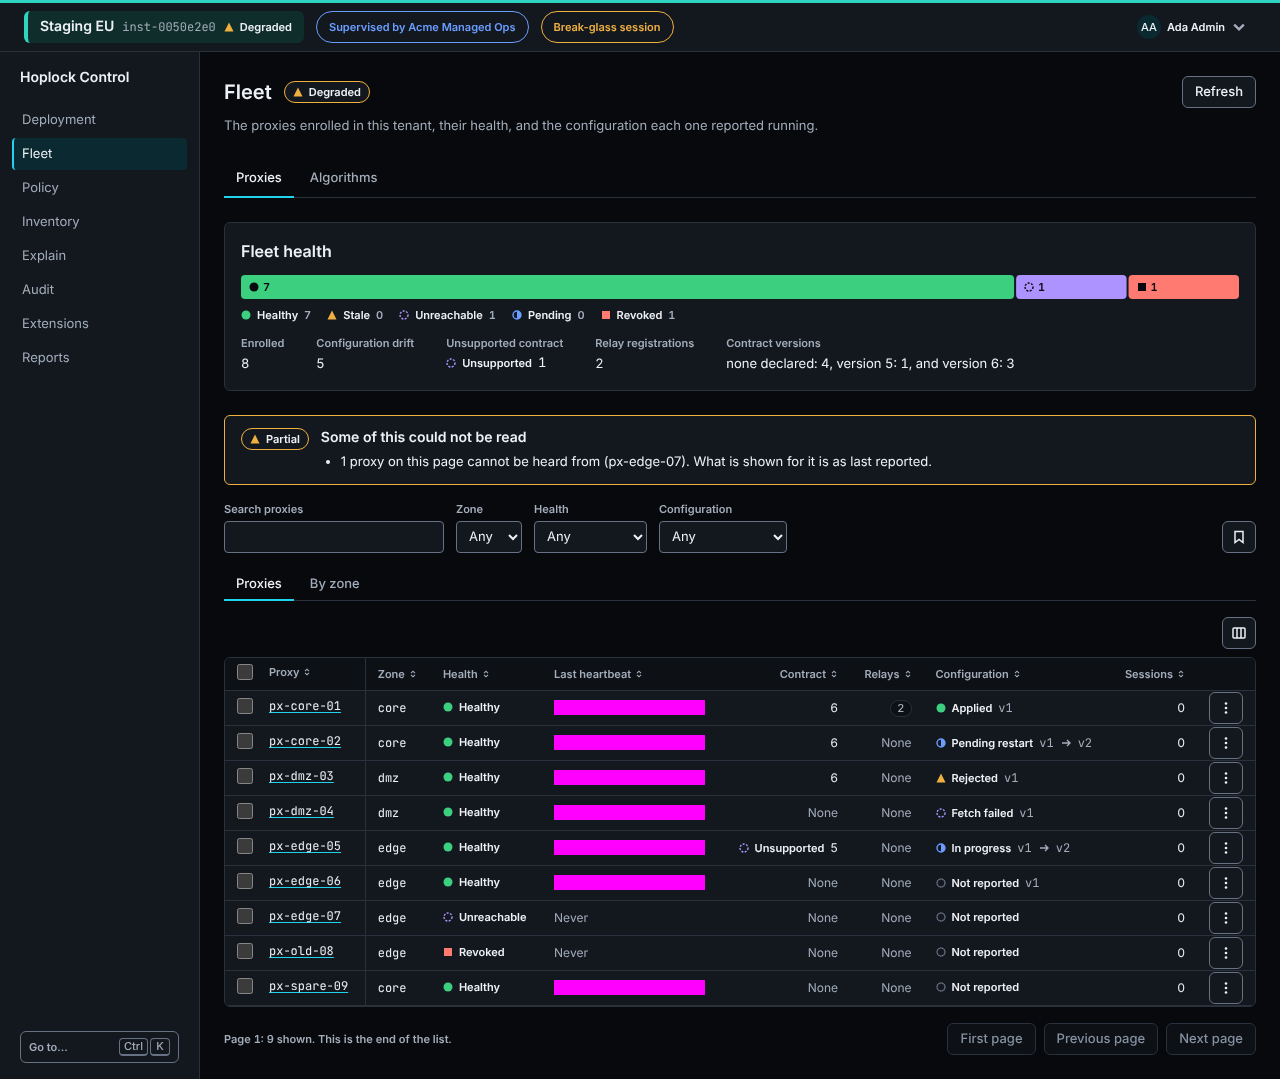 Staging EU inst-0050e2e0 Degraded Supervised by Acme Managed Ops Break-glass session AA Ada Admin
Hoplock Control
Deployment
Fleet
Policy
Inventory
Explain
Audit
Extensions
Reports
Go to... Ctrl K
Fleet Degraded Refresh
The proxies enrolled in this tenant, their health, and the configuration each one reported running.
Proxies Algorithms
Fleet health
7 1 1
Healthy 7 Stale 0 Unreachable 1 Pending 0 Revoked 1
Enrolled Configuration drift Unsupported contract Relay registrations Contract versions
8 5 Unsupported 1 2 none declared: 4, version 5: 1, and version 6: 3
Partial Some of this could not be read
• 1 proxy on this page cannot be heard from (px-edge-07). What is shown for it is as last reported.
Search proxies Zone Health Configuration
Any Any Any
Proxies By zone
Proxy Zone Health Last heartbeat Contract Relays Configuration Sessions
px-core-01 core Healthy 6 2 Applied v1 0
px-core-02 core Healthy 6 None Pending restart v1 → v2 0
px-dmz-03 dmz Healthy 6 None Rejected v1 0
px-dmz-04 dmz Healthy None None Fetch failed v1 0
px-edge-05 edge Healthy Unsupported 5 None In progress v1 → v2 0
px-edge-06 edge Healthy None None Not reported v1 0
px-edge-07 edge Unreachable Never None None Not reported 0
px-old-08 edge Revoked Never None None Not reported 0
px-spare-09 core Healthy None None Not reported 0
Page 1: 9 shown. This is the end of the list. First page Previous page Next page